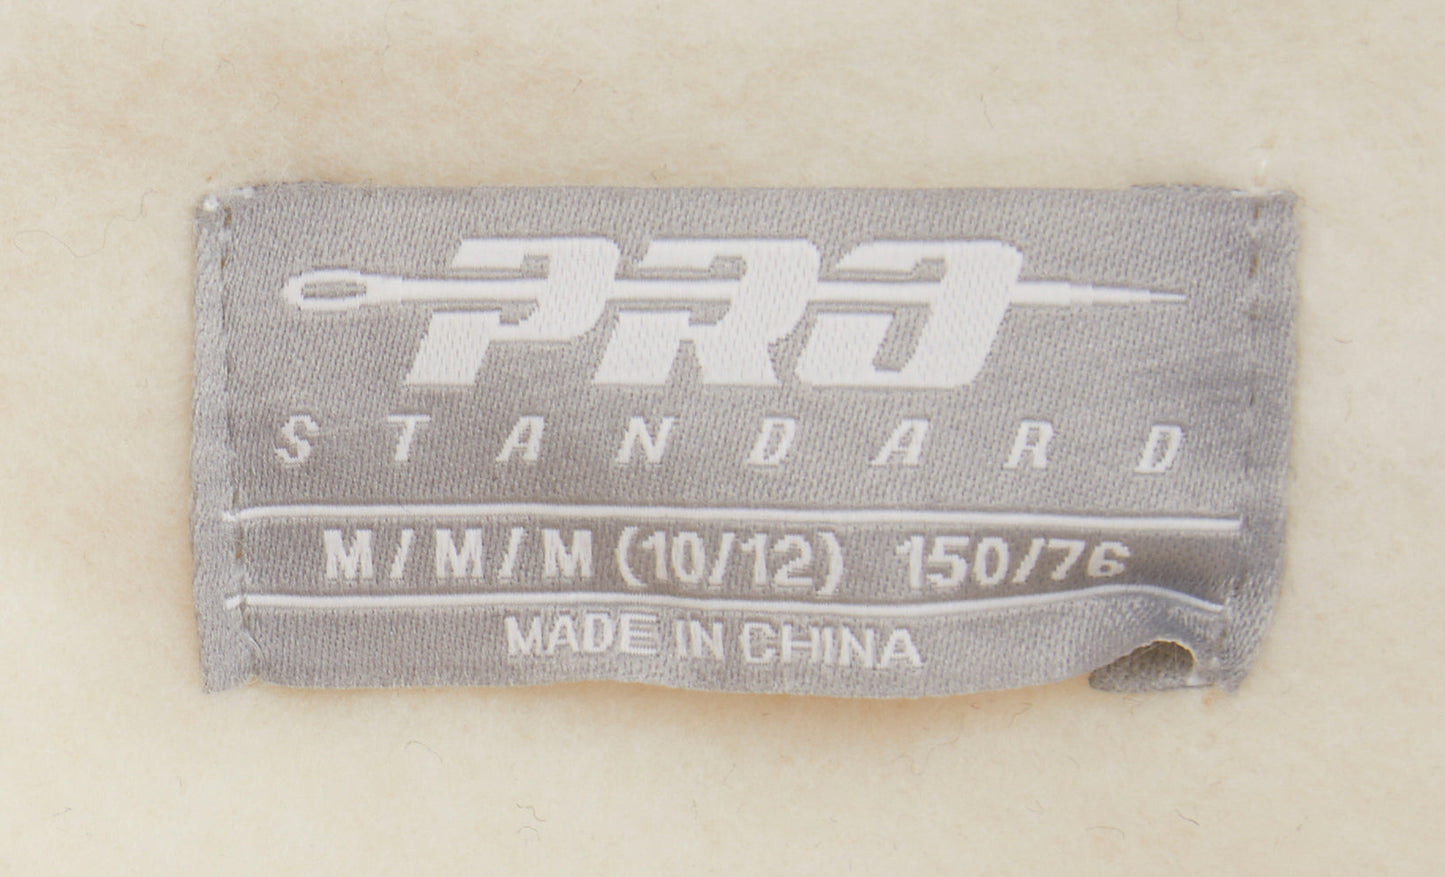 PRO
STANDARD
M/M/M (10/12) 150/76
MADE IN CHINA